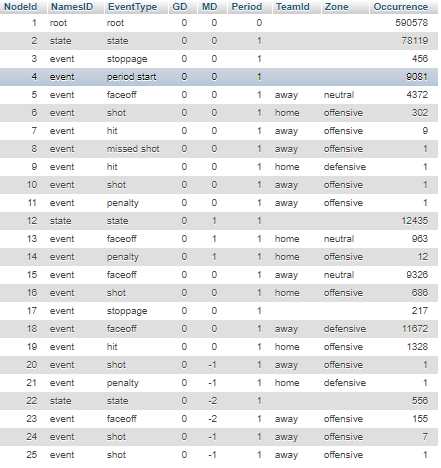 NodeId NamesID EventType GD MD Period TeamId Zone Occurrence
1 root root 0 0 0 590578
2 state state 0 0 1 78119
3 event stoppage 0 0 1 456
4 event period start 0 0 1 9081
5 event faceoff 0 0 1 away neutral 4372
6 event shot 0 0 1 home offensive 302
7 event hit 0 0 1 away offensive 9
8 event missed shot 0 0 1 away offensive 1
9 event hit 0 0 1 home defensive 1
10 event shot 0 0 1 away offensive 1
11 event penalty 0 0 1 away offensive 1
12 state state 0 1 1 12435
13 event faceoff 0 1 1 home neutral 963
14 event penalty 0 1 1 home offensive 12
15 event faceoff 0 0 1 away neutral 9326
16 event shot 0 0 1 home offensive 686
17 event stoppage 0 0 1 217
18 event faceoff 0 0 1 away defensive 11672
19 event hit 0 0 1 home offensive 1328
20 event shot 0 -1 1 away offensive 1
21 event penalty 0 -1 1 home defensive 1
22 state state 0 -2 1 556
23 event faceoff 0 -2 1 away offensive 155
24 event shot 0 -1 1 away offensive 7
25 event shot 0 -1 1 away offensive 1